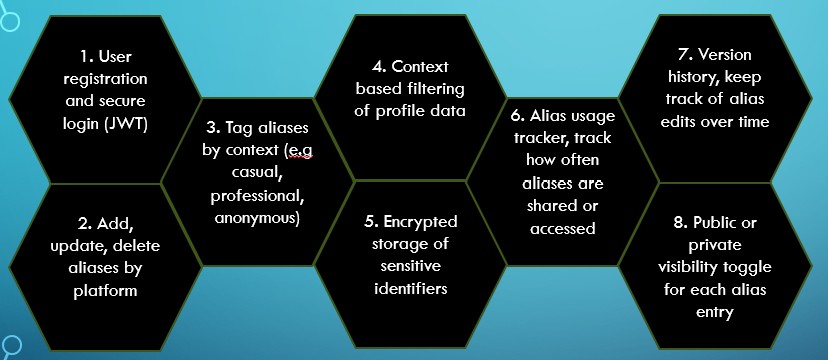 1. User
registration
and secure
login (JWT)
2. Add,
update, delete
aliases by
platform
3. Tag aliases
by context (e.g
casual,
professional,
anonymous)
4. Context
based filtering
of profile data
5. Encrypted
storage of
sensitive
identifiers
6. Alias usage
tracker, track
how often
aliases are
shared or
accessed
7. Version
history, keep
track of alias
edits over time
8. Public or
private
visibility toggle
for each alias
entry